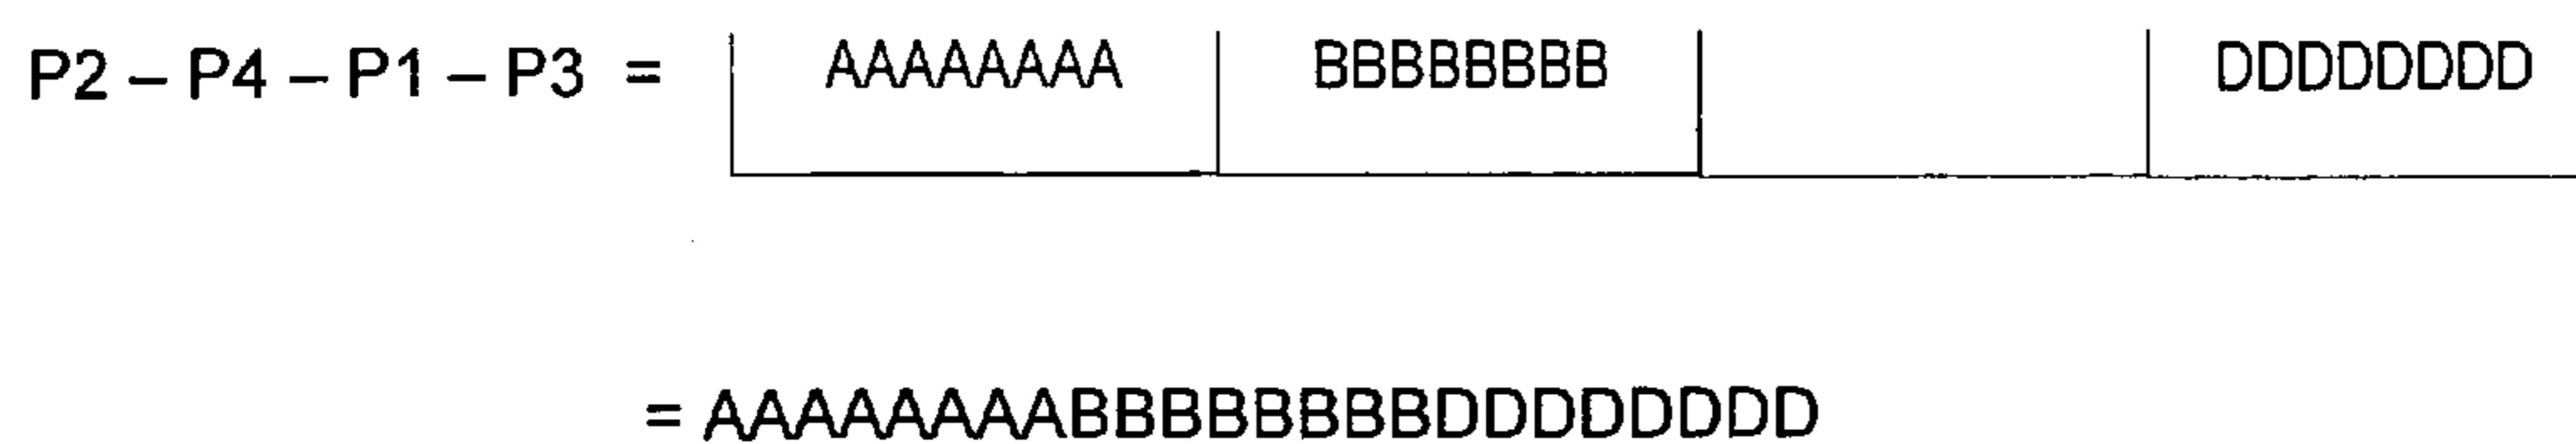 P2 – P4 – P1 – P3 = AAAAAAAA BBBBBBBB DDDDDDDD
= AAAAAAAABBBBBBBBDDDDDDDD